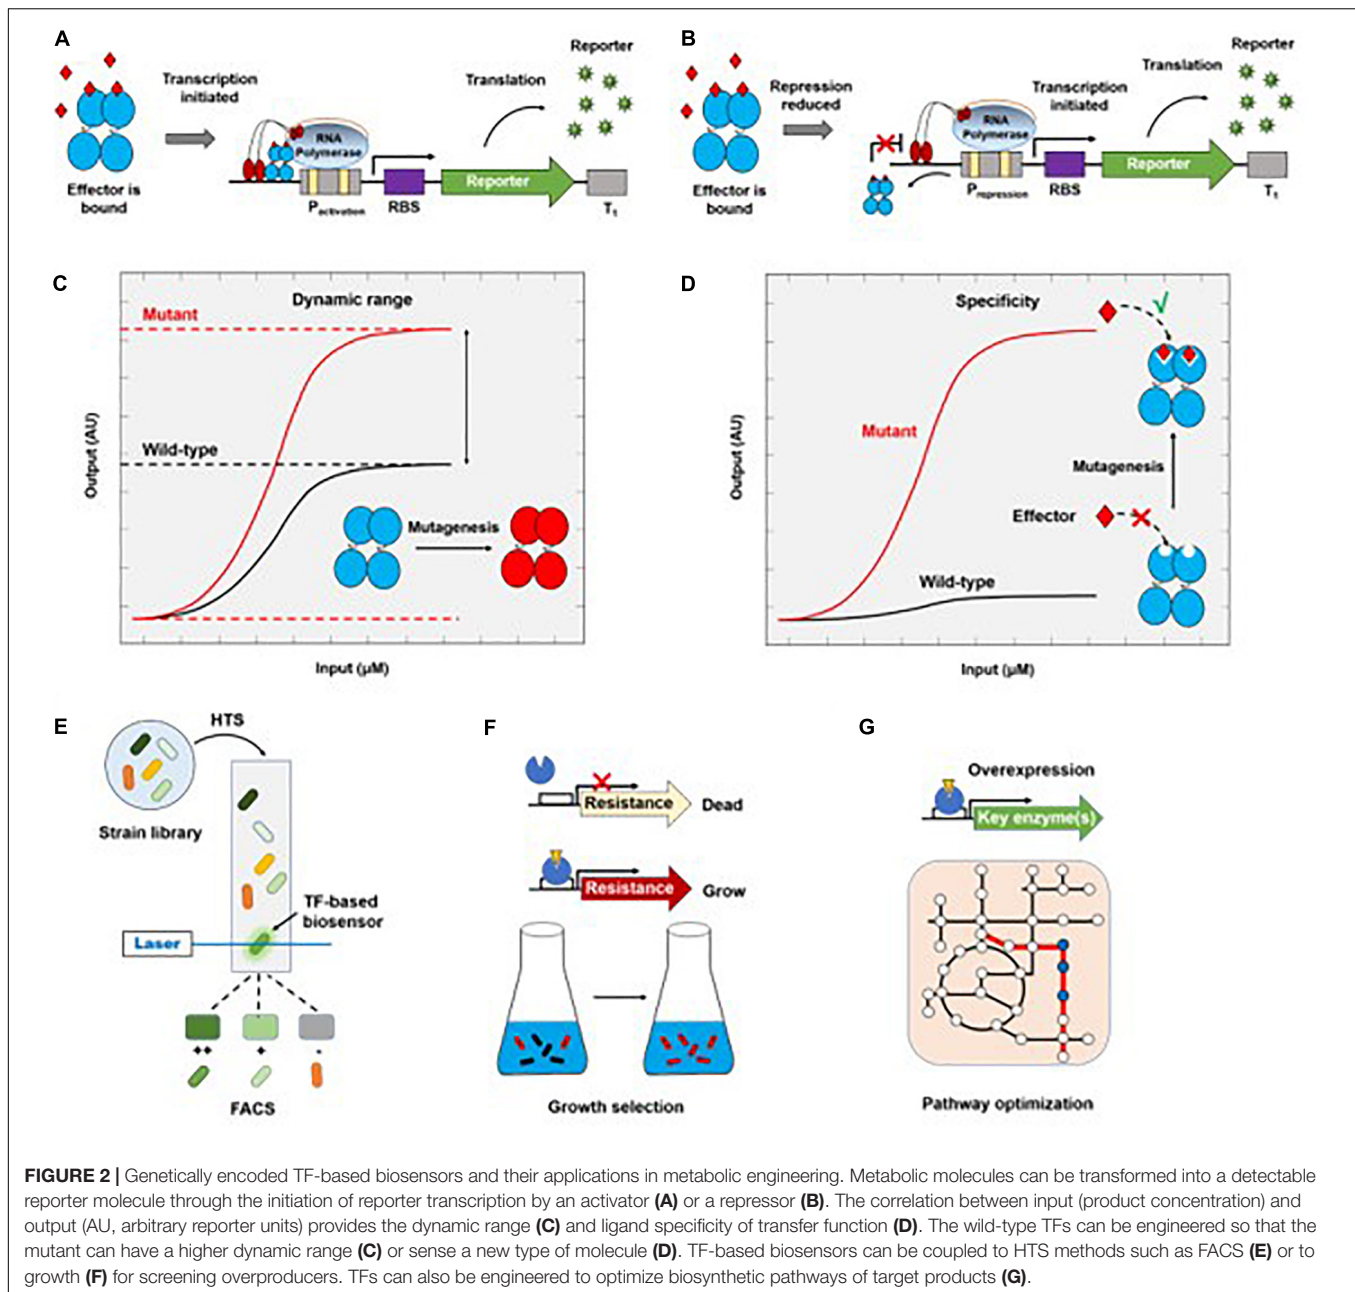 A
Effector is
bound
Transcription
initiated
RNA
Polymerase
Pactivation
RBS
Reporter
Translation
Reporter
T1
B
Effector is
bound
Repression
reduced
RNA
Polymerase
Prepression
Transcription
initiated
RBS
Reporter
Translation
Reporter
T1
C
Dynamic range
Mutant
Wild-type
Mutagenesis
Output (AU)
Input (µM)
D
Specificity
√
Mutant
Mutagenesis
Effector
Wild-type
Output (AU)
Input (µM)
E
HTS
Strain library
TF-based
biosensor
Laser
++
+
-
FACS
F
Resistance
Dead
Resistance
Grow
Growth selection
G
Overexpression
Key enzyme(s)
Pathway optimization
FIGURE 2 | Genetically encoded TF-based biosensors and their applications in metabolic engineering. Metabolic molecules can be transformed into a detectable
reporter molecule through the initiation of reporter transcription by an activator (A) or a repressor (B). The correlation between input (product concentration) and
output (AU, arbitrary reporter units) provides the dynamic range (C) and ligand specificity of transfer function (D). The wild-type TFs can be engineered so that the
mutant can have a higher dynamic range (C) or sense a new type of molecule (D). TF-based biosensors can be coupled to HTS methods such as FACS (E) or to
growth (F) for screening overproducers. TFs can also be engineered to optimize biosynthetic pathways of target products (G).